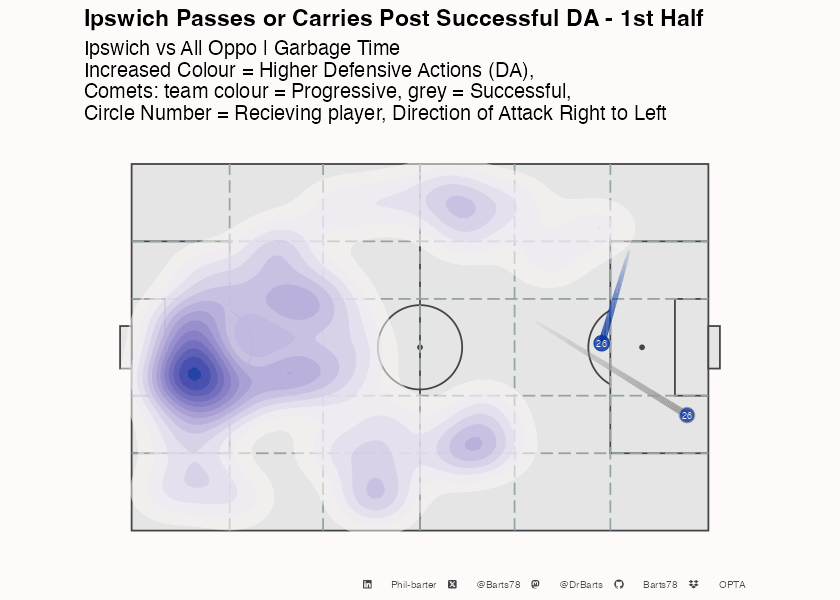 Ipswich Passes or Carries Post Successful DA - 1st Half
Ipswich vs All Oppo | Garbage Time
Increased Colour = Higher Defensive Actions (DA),
Comets: team colour = Progressive, grey = Successful,
Circle Number = Recieving player, Direction of Attack Right to Left
26
26
Phil-barter @Barts78 @DrBarts Barts78 OPTA